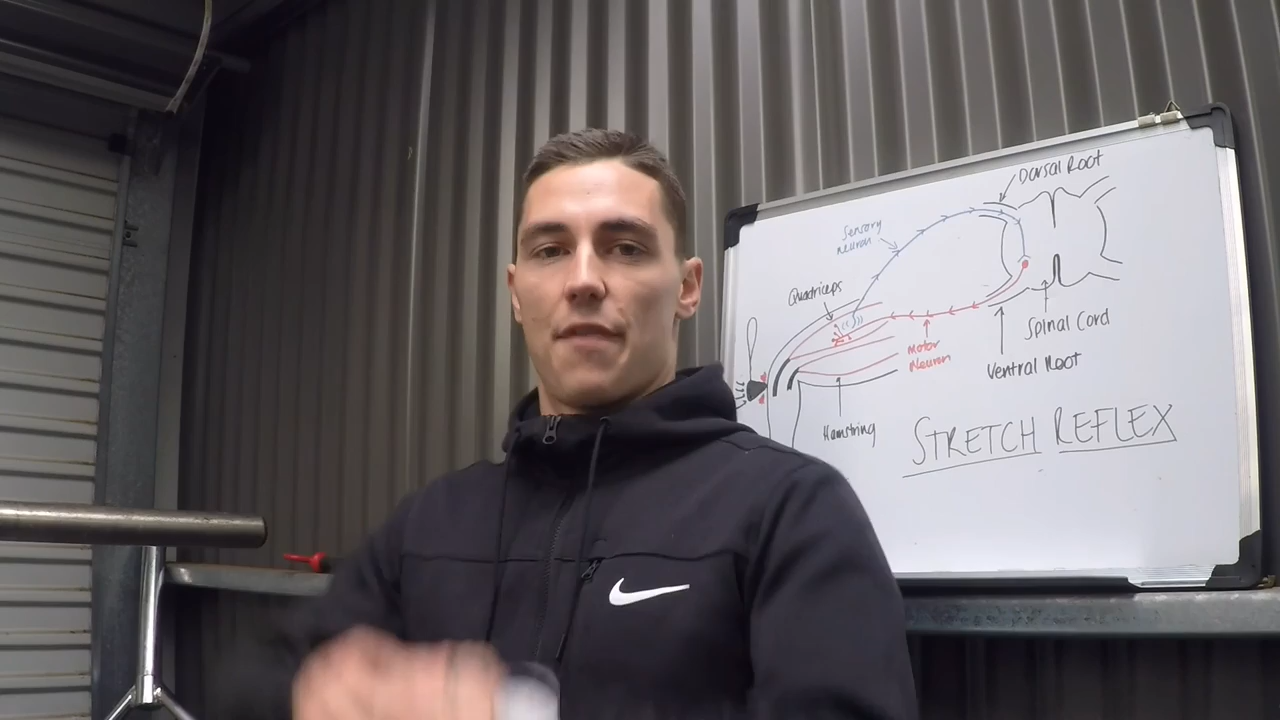 Dorsal Root
Sensory
neuron
Quadriceps
Spinal Cord
Motor
Neuron
Ventral Root
Hamstring
STRETCH REFLEX